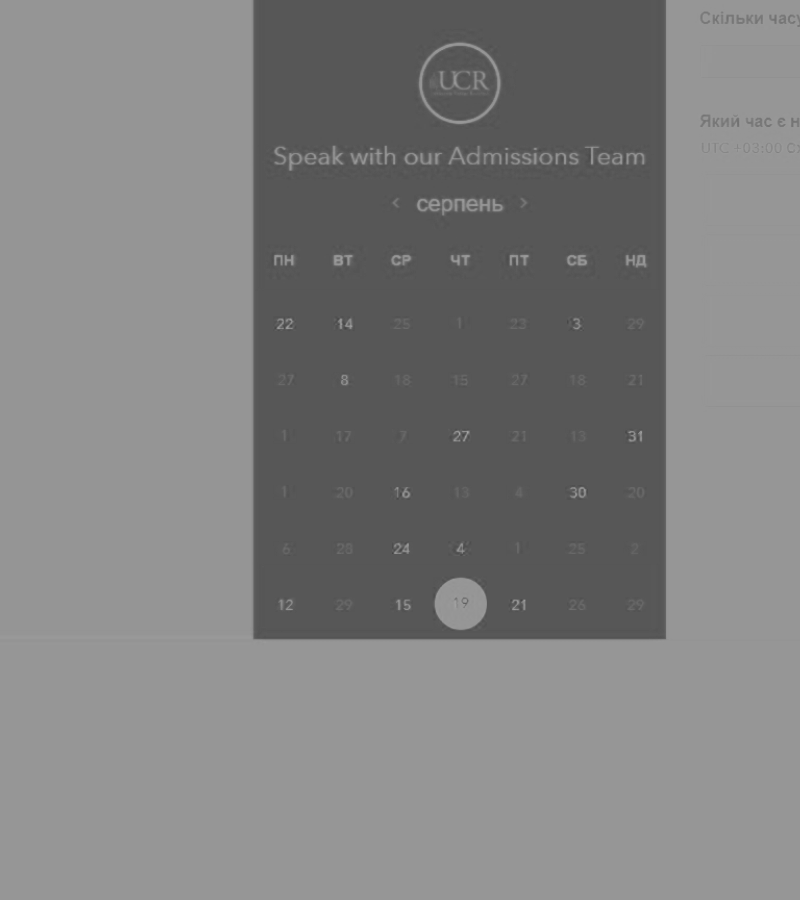 Скільки часу
UCR
Speak with our Admissions Team
Який час є н
UTC +03:00 Сх
< серпень >
ПН ВТ СР ЧТ ПТ СБ НД
22 14 25 1 23 3 29
27 8 18 15 27 18 21
1 17 7 27 21 13 31
1 20 16 13 4 30 20
6 28 24 4 1 25 2
12 29 15 19 21 26 29